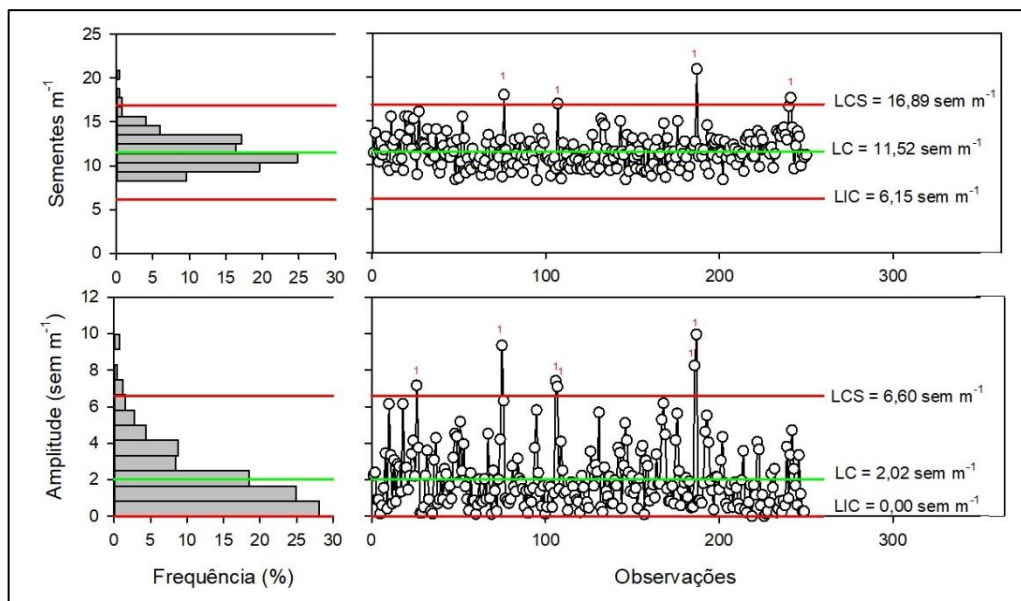 Sementes m⁻¹
25
20
15
10
5
0
0 5 10 15 20 25 30
1
1
1
1
LCS = 16,89 sem m⁻¹
LC = 11,52 sem m⁻¹
LIC = 6,15 sem m⁻¹
0 100 200 300
Amplitude (sem m⁻¹)
12
10
8
6
4
2
0
0 5 10 15 20 25 30
Frequência (%)
1
1
1
1
1
1
LCS = 6,60 sem m⁻¹
LC = 2,02 sem m⁻¹
LIC = 0,00 sem m⁻¹
0 100 200 300
Observações